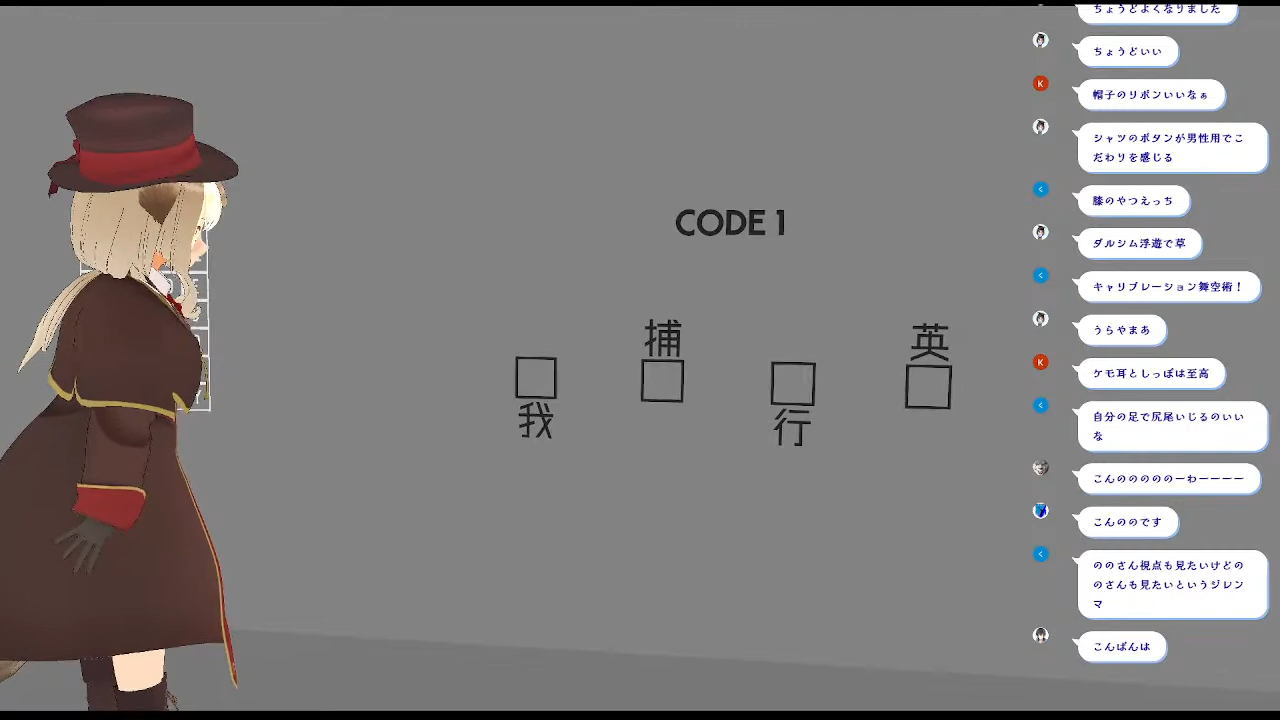 CODE 1
捕
英
我
行
ちょうどよくなりました
ちょうどいい
K
帽子のリボンいいなぁ
シャツのボタンが男性用でこ
だわりを感じる
く
膝のやつえっち
ダルシム浮遊で草
く
キャリブレーション舞空術！
うらやまあ
K
ケモ耳としっぽは至高
く
自分の足で尻尾いじるのいい
な
こんののののーわーーーー
こんののです
く
ののさん視点も見たいけどの
のさんも見たいというジレン
マ
こんばんは